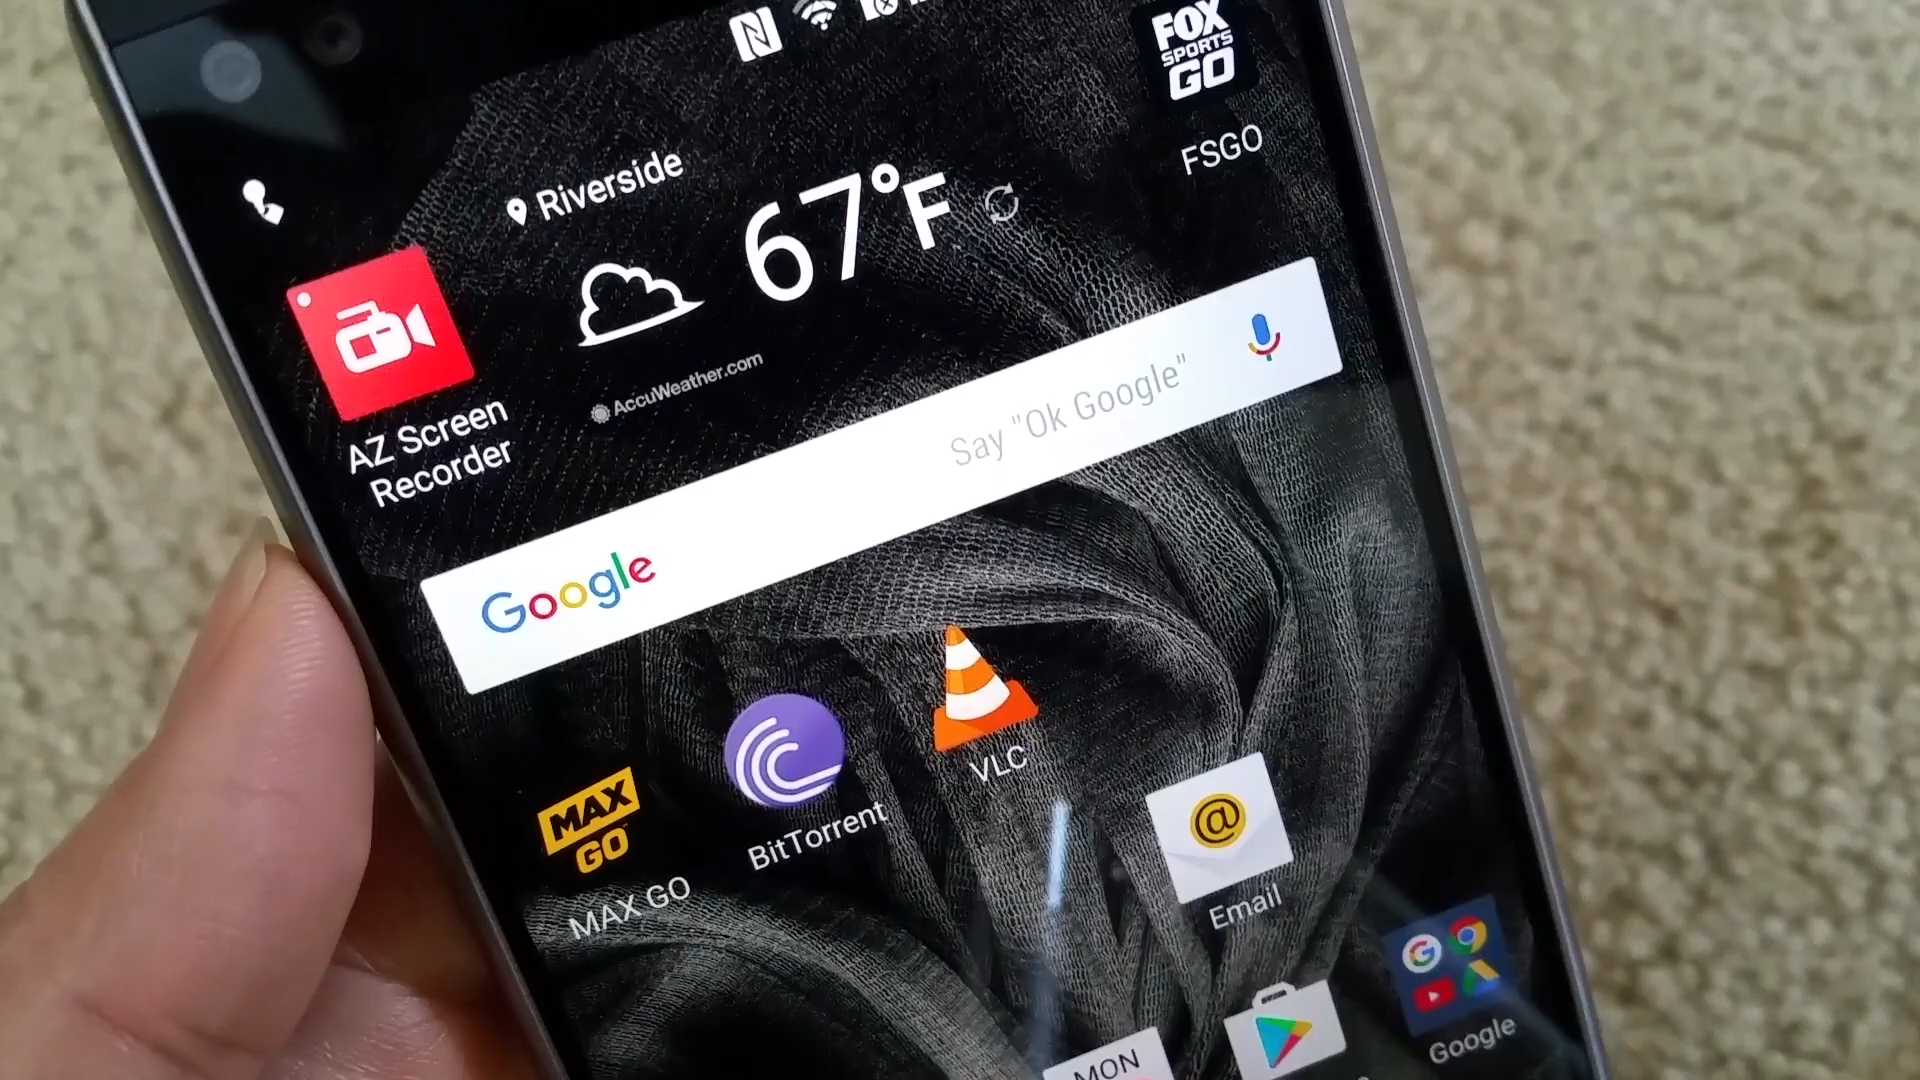 FOX
SPORTS
GO
FSGO
Riverside
67°F
AccuWeather.com
AZ Screen
Recorder
Say "Ok Google"
Google
MAX
GO
MAX GO
BitTorrent
VLC
@
Email
G
Google
MON